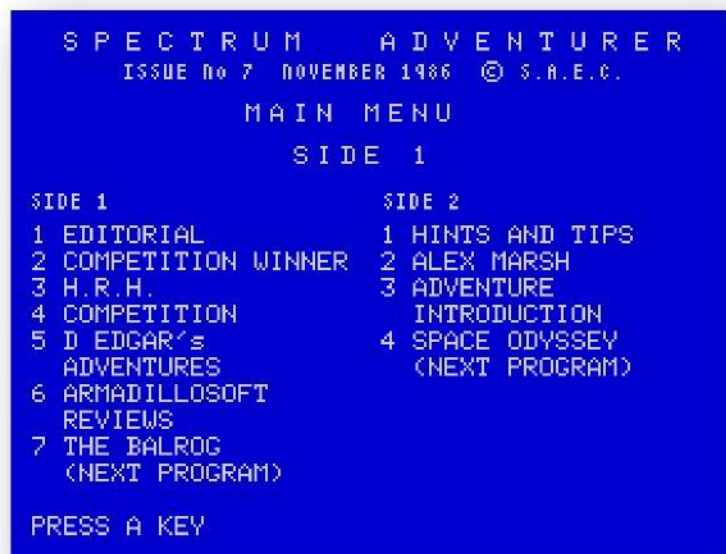 SPECTRUM ADVENTURER
ISSUE no 7 NOVEMBER 1986 © S.A.E.C.
MAIN MENU
SIDE 1
SIDE 1
1 EDITORIAL
2 COMPETITION WINNER
3 H.R.H.
4 COMPETITION
5 D EDGAR's
ADVENTURES
6 ARMADILLOSOFT
REVIEWS
7 THE BALROG
(NEXT PROGRAM)
SIDE 2
1 HINTS AND TIPS
2 ALEX MARSH
3 ADVENTURE
INTRODUCTION
4 SPACE ODYSSEY
(NEXT PROGRAM)
PRESS A KEY